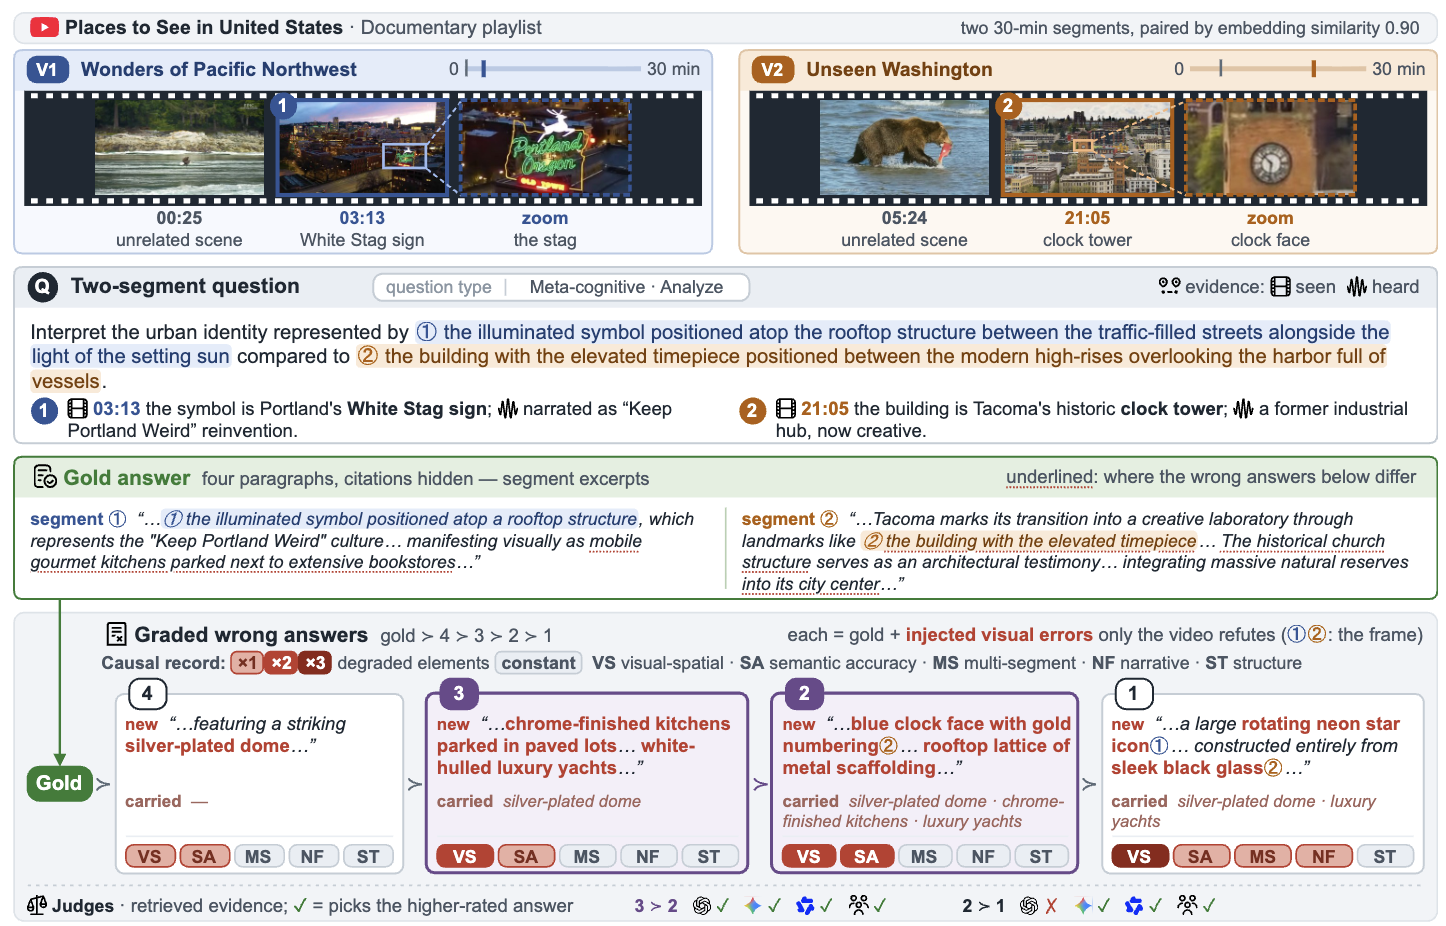 Places to See in United States · Documentary playlist
two 30-min segments, paired by embedding similarity 0.90
V1 Wonders of Pacific Northwest 0 30 min
1
Portland
Oregon
OLD TOWN
00:25 03:13 zoom
unrelated scene White Stag sign the stag
V2 Unseen Washington 0 30 min
2
05:24 21:05 zoom
unrelated scene clock tower clock face
Q Two-segment question question type | Meta-cognitive · Analyze evidence: seen heard
Interpret the urban identity represented by ① the illuminated symbol positioned atop the rooftop structure between the traffic-filled streets alongside the
light of the setting sun compared to ② the building with the elevated timepiece positioned between the modern high-rises overlooking the harbor full of
vessels.
1 03:13 the symbol is Portland's White Stag sign; narrated as “Keep
Portland Weird” reinvention.
2 21:05 the building is Tacoma's historic clock tower; a former industrial
hub, now creative.
Gold answer four paragraphs, citations hidden — segment excerpts
underlined: where the wrong answers below differ
segment ① “…① the illuminated symbol positioned atop a rooftop structure, which
represents the "Keep Portland Weird" culture… manifesting visually as mobile
gourmet kitchens parked next to extensive bookstores…”
segment ② “…Tacoma marks its transition into a creative laboratory through
landmarks like ② the building with the elevated timepiece… The historical church
structure serves as an architectural testimony… integrating massive natural reserves
into its city center…”
Graded wrong answers gold ≻ 4 ≻ 3 ≻ 2 ≻ 1
each = gold + injected visual errors only the video refutes (①②: the frame)
Causal record: ×1 ×2 ×3 degraded elements constant VS visual-spatial · SA semantic accuracy · MS multi-segment · NF narrative · ST structure
Gold ≻
4
new “…featuring a striking
silver-plated dome…”
carried —
VS SA MS NF ST
≻
3
new “…chrome-finished kitchens
parked in paved lots… white-
hulled luxury yachts…”
carried silver-plated dome
VS SA MS NF ST
≻
2
new “…blue clock face with gold
numbering②… rooftop lattice of
metal scaffolding…”
carried silver-plated dome · chrome-
finished kitchens · luxury yachts
VS SA MS NF ST
≻
1
new “…a large rotating neon star
icon①… constructed entirely from
sleek black glass②…”
carried silver-plated dome · luxury
yachts
VS SA MS NF ST
Judges · retrieved evidence; ✓ = picks the higher-rated answer 3 ≻ 2 ✓ ✓ ✓ ✓ 2 ≻ 1 ✗ ✓ ✓ ✓